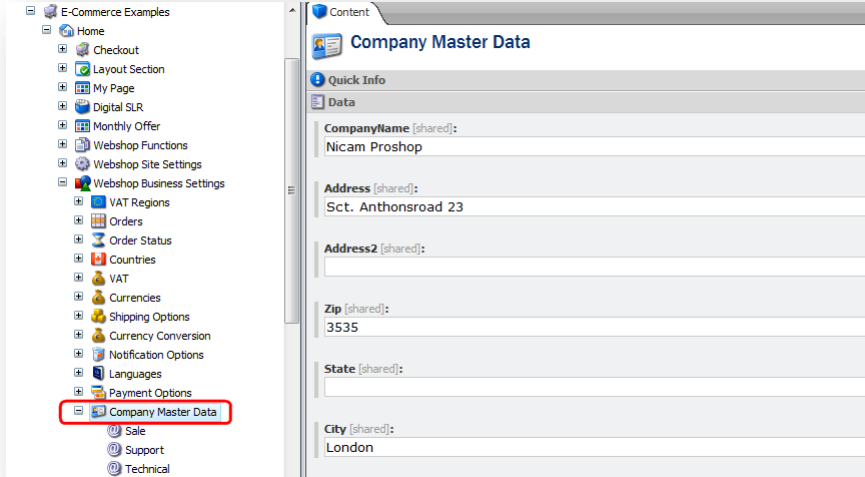 E-Commerce Examples
Home
Checkout
Layout Section
My Page
Digital SLR
Monthly Offer
Webshop Functions
Webshop Site Settings
Webshop Business Settings
VAT Regions
Orders
Order Status
Countries
VAT
Currencies
Shipping Options
Currency Conversion
Notification Options
Languages
Payment Options
Company Master Data
Sale
Support
Technical
Content
Company Master Data
Quick Info
Data
CompanyName [shared]:
Nicam Proshop
Address [shared]:
Sct. Anthonsroad 23
Address2 [shared]:
Zip [shared]:
3535
State [shared]:
City [shared]:
London